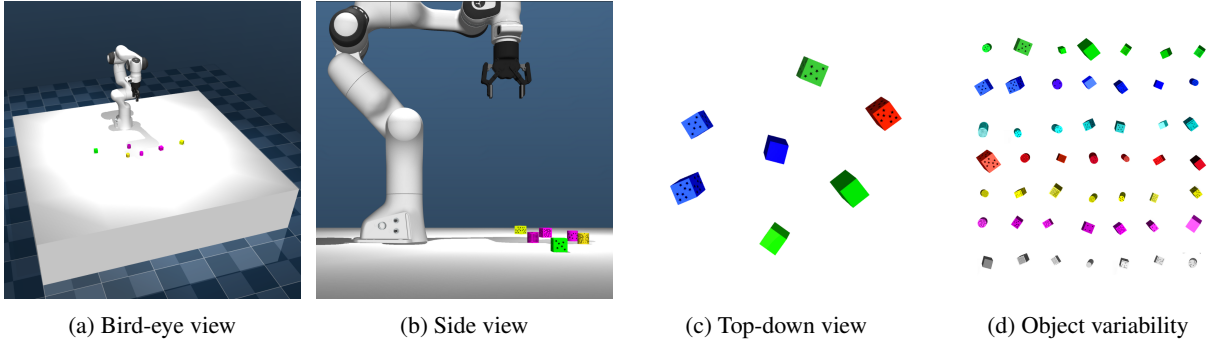 (a) Bird-eye view
(b) Side view
(c) Top-down view
(d) Object variability